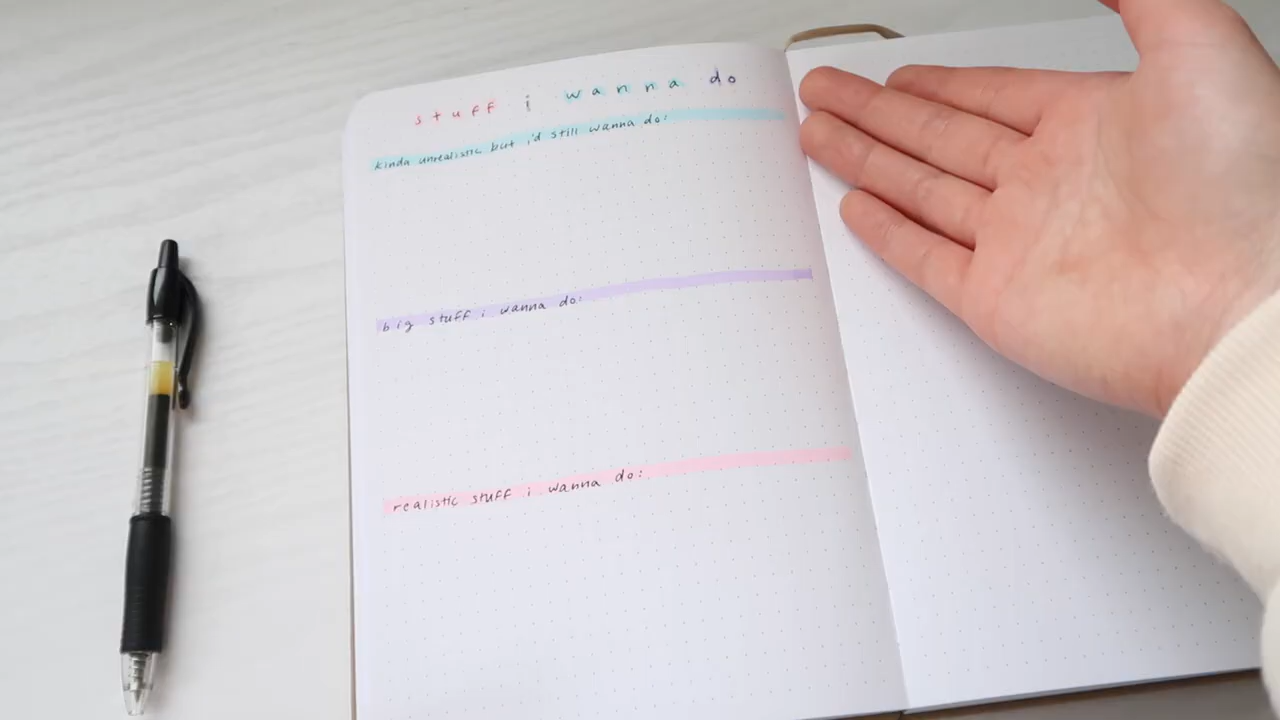 stuff i wanna do
kinda unrealistic but i'd still wanna do:
big stuff i wanna do:
realistic stuff i wanna do: